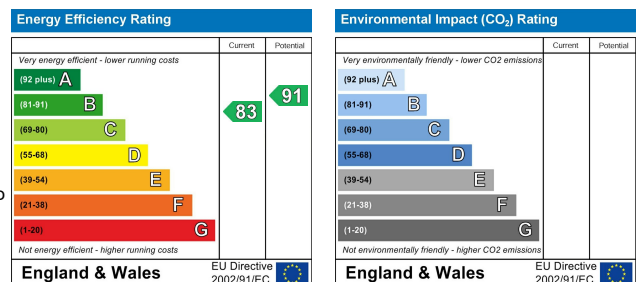 Energy Efficiency Rating
Current Potential
Very energy efficient - lower running costs
(92 plus) A
(81-91) B
(69-80) C
(55-68) D
(39-54) E
(21-38) F
(1-20) G
83
91
Not energy efficient - higher running costs
England & Wales
EU Directive
2002/91/EC
Environmental Impact (CO₂) Rating
Current Potential
Very environmentally friendly - lower CO2 emissions
(92 plus) A
(81-91) B
(69-80) C
(55-68) D
(39-54) E
(21-38) F
(1-20) G
Not environmentally friendly - higher CO2 emissions
England & Wales
EU Directive
2002/91/EC